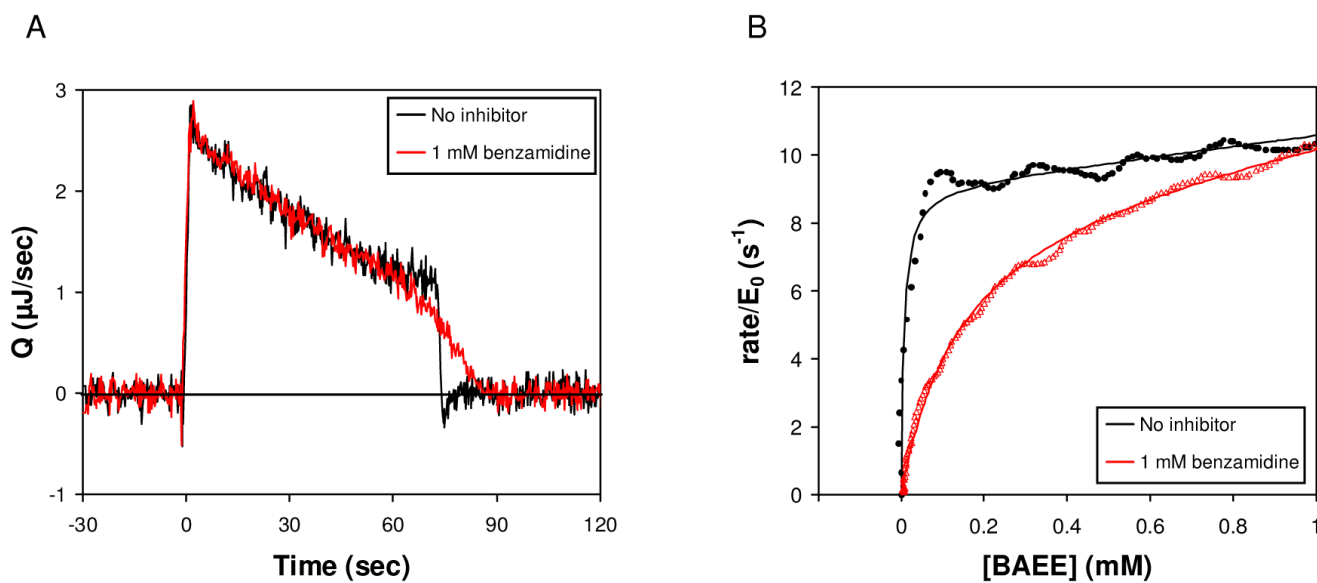 A
Q (µJ/sec)
3
2
1
0
-1
-30
0
30
60
90
120
Time (sec)
No inhibitor
1 mM benzamidine
B
rate/E0 (s-1)
12
10
8
6
4
2
0
0
0.2
0.4
0.6
0.8
1
[BAEE] (mM)
No inhibitor
1 mM benzamidine